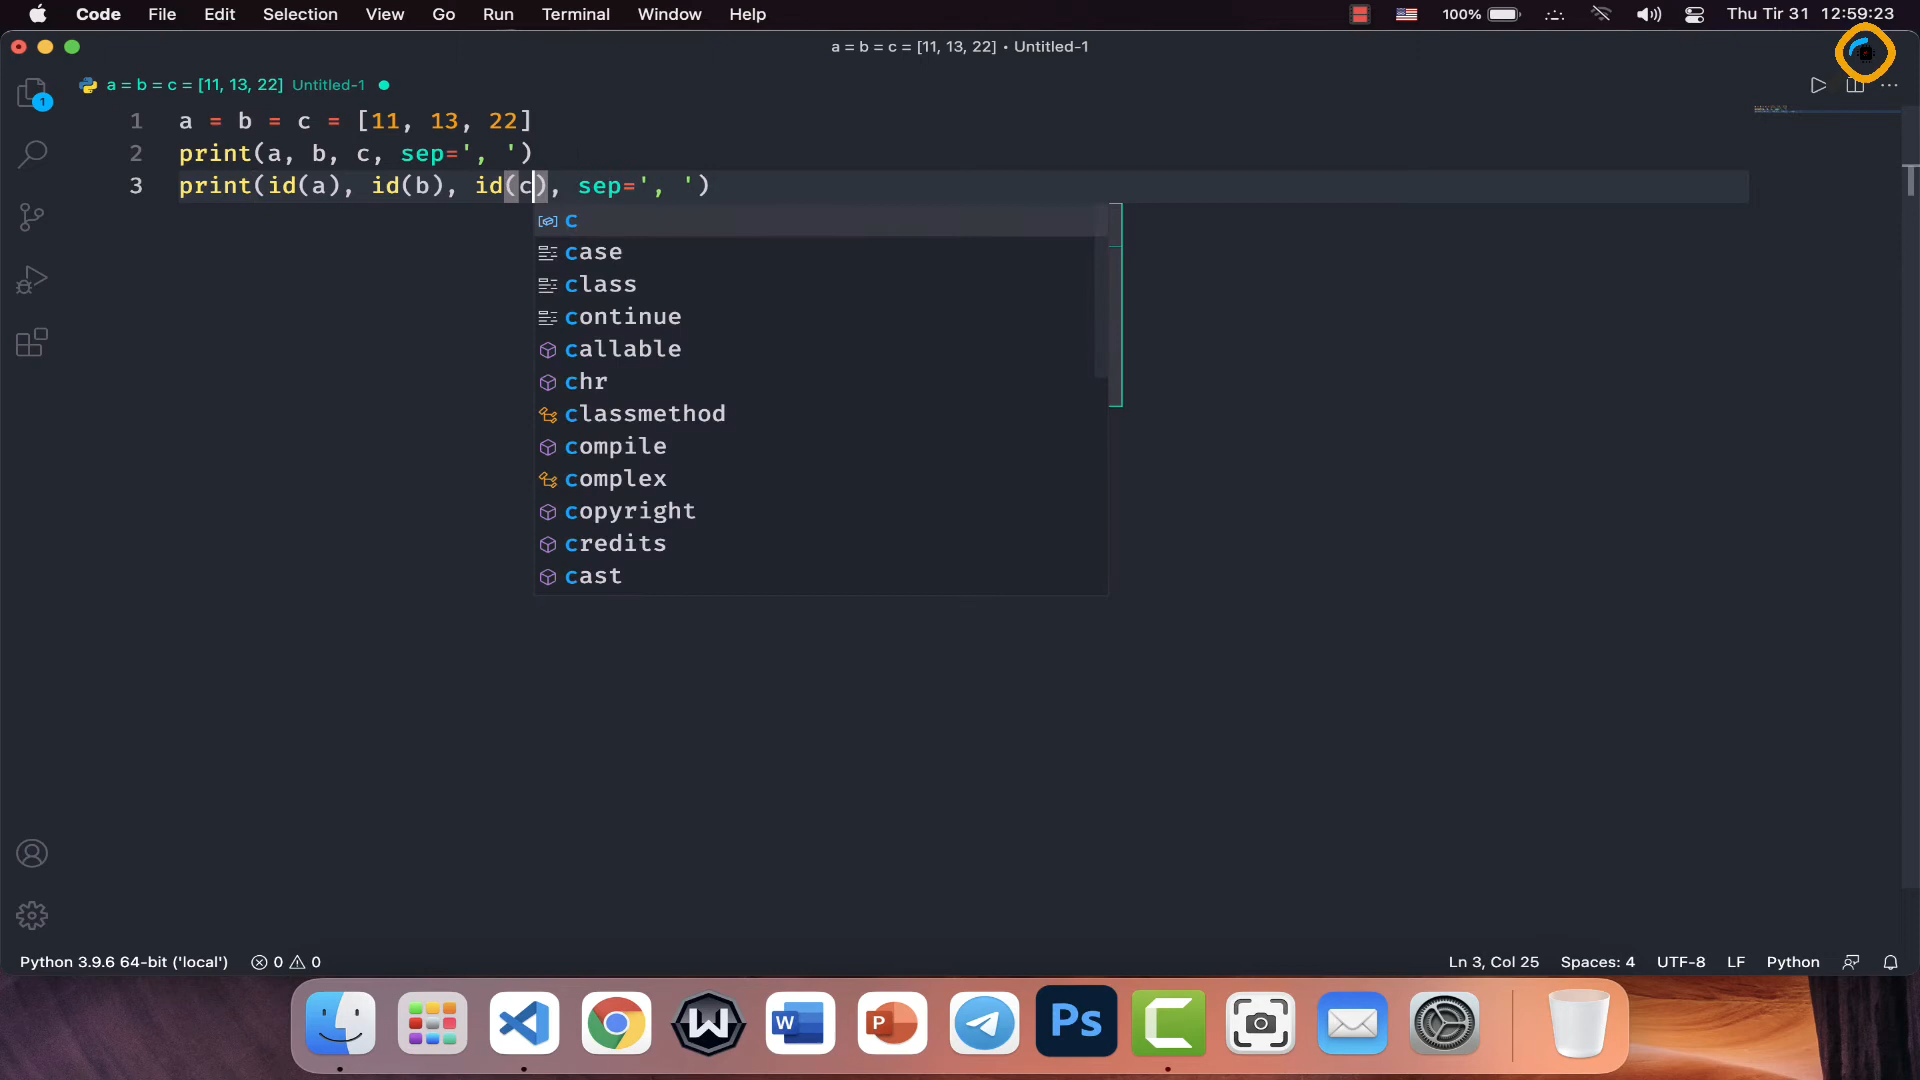 Code File Edit Selection View Go Run Terminal Window Help 100% Thu Tir 31 12:59:23
a = b = c = [11, 13, 22] • Untitled-1
a = b = c = [11, 13, 22] Untitled-1
1 a = b = c = [11, 13, 22]
2 print(a, b, c, sep=', ')
3 print(id(a), id(b), id(c), sep=', ')
c
case
class
continue
callable
chr
classmethod
compile
complex
copyright
credits
cast
1
Python 3.9.6 64-bit ('local') 0 0 Ln 3, Col 25 Spaces: 4 UTF-8 LF Python
W W P Ps C